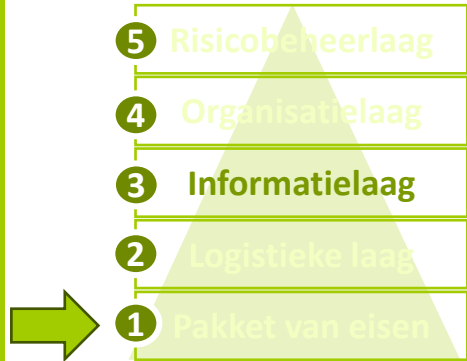 5 Risicobeheerlaag
4 Organisatielaag
3 Informatielaag
2 Logistieke laag
1 Pakket van eisen